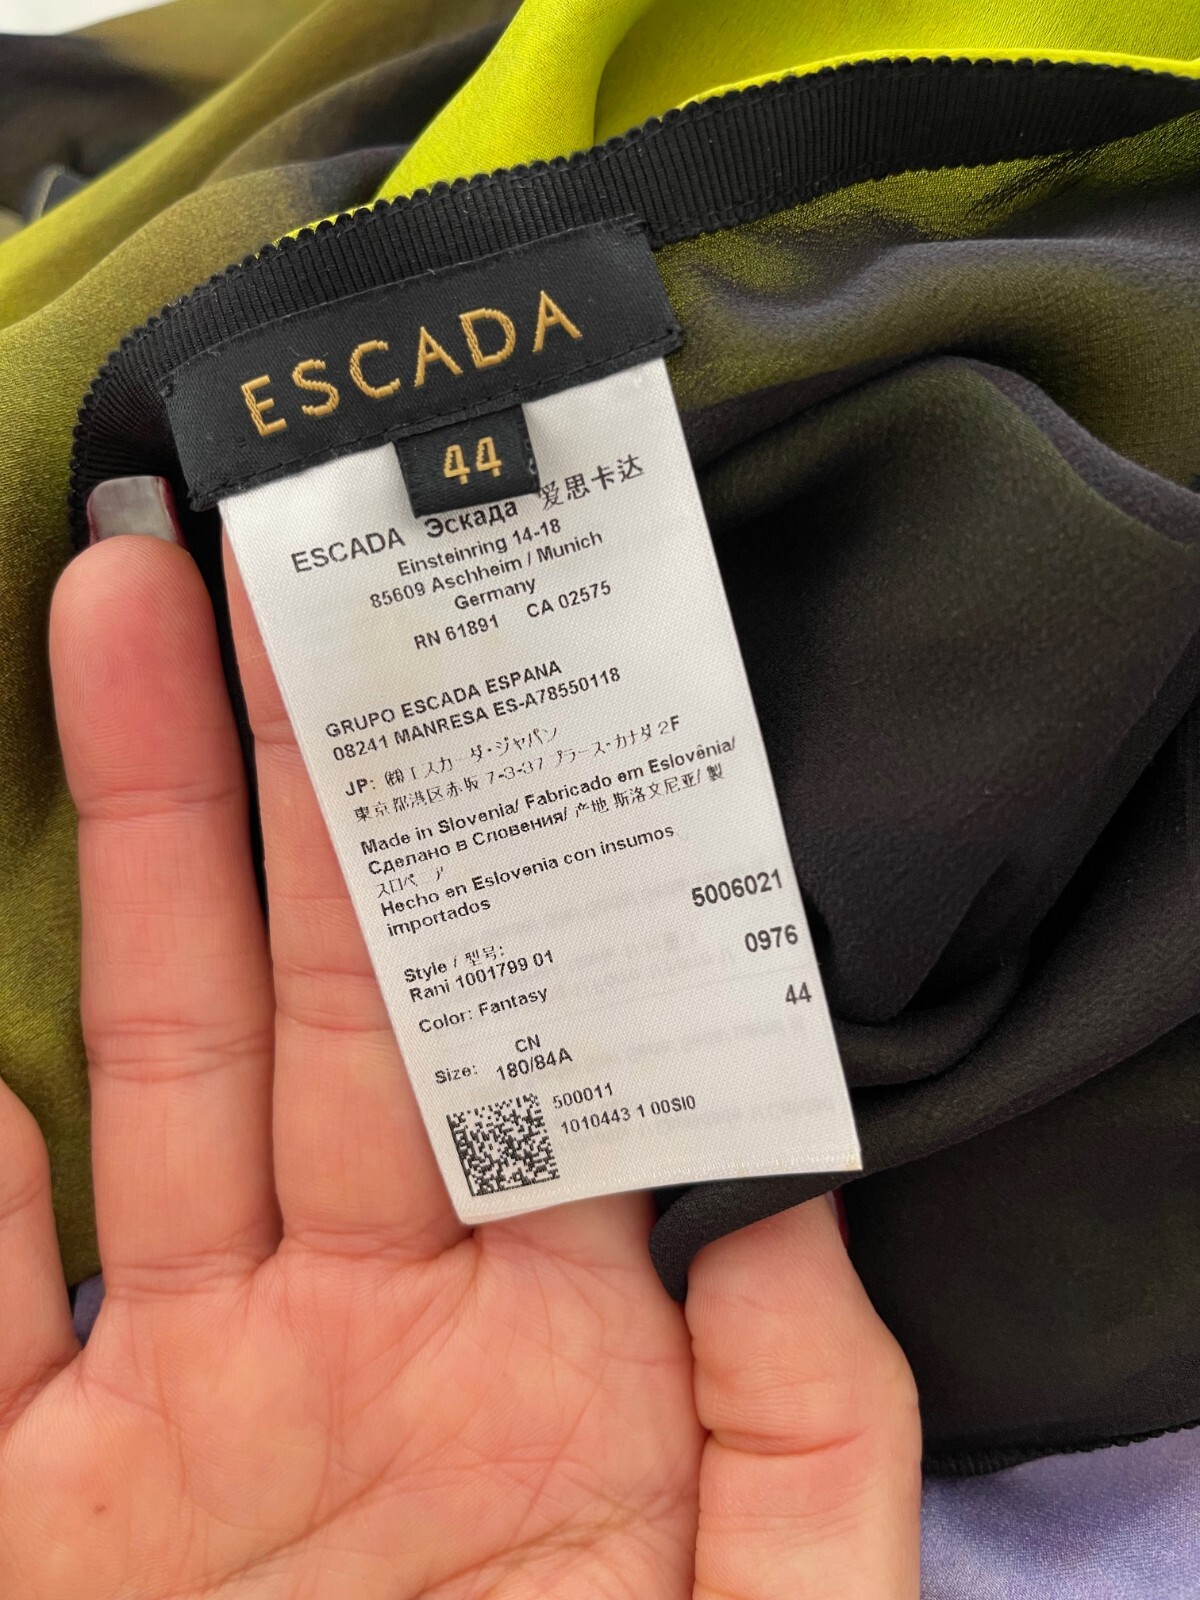 ESCADA
44
ESCADA Эскада 爱思卡达
Einsteinring 14-18
85609 Aschheim / Munich
Germany
RN 61891 CA 02575
GRUPO ESCADA ESPANA
08241 MANRESA ES-A78550118
JP: ㈱エスカーダ・ジャパン
東京都港区赤坂 7-3-37 プラース・カナダ 2F
Made in Slovenia/ Fabricado em Eslovênia/
Сделано в Словения/ 产地 斯洛文尼亚/ 製
スロベ ア
Hecho en Eslovenia con insumos
importados
5006021
Style / 型号:
Rani 1001799 01
0976
Color: Fantasy
44
CN
Size: 180/84A
500011
1010443 1 00SI0